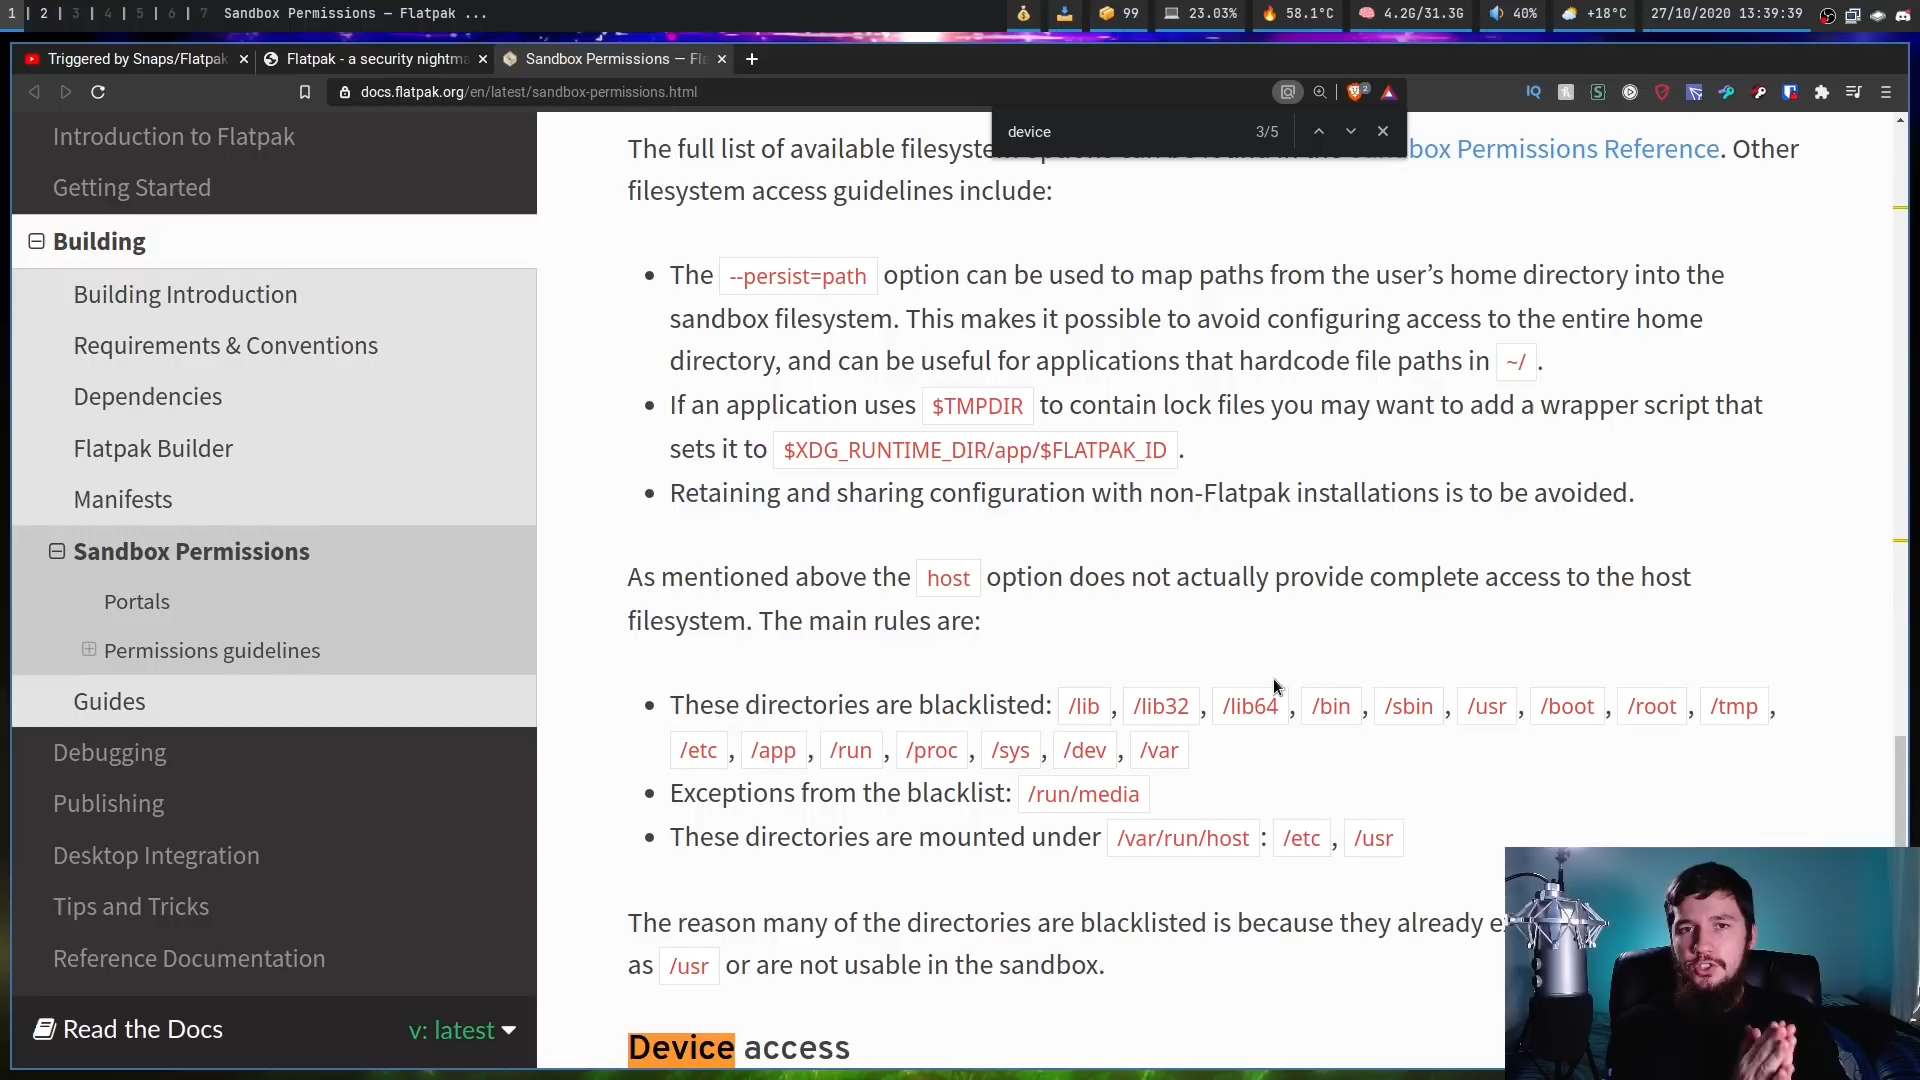 1 | 2 | 3 | 4 | 5 | 6 | 7 Sandbox Permissions — Flatpak ...
99 23.03% 58.1°C 4.2G/31.3G 40% +18°C 27/10/2020 13:39:39
Triggered by Snaps/Flatpak Flatpak - a security nightma Sandbox Permissions — Fla
docs.flatpak.org/en/latest/sandbox-permissions.html
device 3/5
Introduction to Flatpak
Getting Started
Building
Building Introduction
Requirements & Conventions
Dependencies
Flatpak Builder
Manifests
Sandbox Permissions
Portals
Permissions guidelines
Guides
Debugging
Publishing
Desktop Integration
Tips and Tricks
Reference Documentation
Read the Docs v: latest
The full list of available filesystem box Permissions Reference. Other
filesystem access guidelines include:
The --persist=path option can be used to map paths from the user’s home directory into the
sandbox filesystem. This makes it possible to avoid configuring access to the entire home
directory, and can be useful for applications that hardcode file paths in ~/ .
If an application uses $TMPDIR to contain lock files you may want to add a wrapper script that
sets it to $XDG_RUNTIME_DIR/app/$FLATPAK_ID .
Retaining and sharing configuration with non-Flatpak installations is to be avoided.
As mentioned above the host option does not actually provide complete access to the host
filesystem. The main rules are:
These directories are blacklisted: /lib , /lib32 , /lib64 , /bin , /sbin , /usr , /boot , /root , /tmp ,
/etc , /app , /run , /proc , /sys , /dev , /var
Exceptions from the blacklist: /run/media
These directories are mounted under /var/run/host : /etc , /usr
The reason many of the directories are blacklisted is because they already
as /usr or are not usable in the sandbox.
Device access